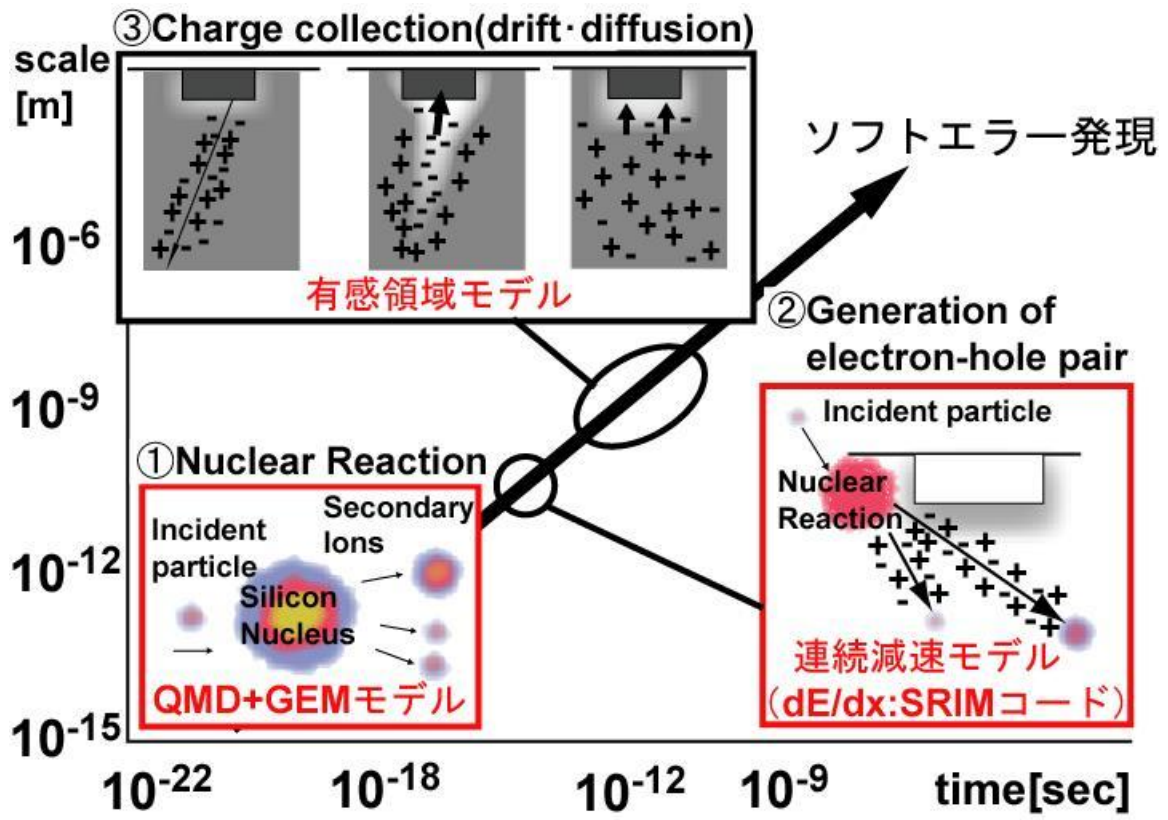 ③Charge collection(drift・diffusion)
scale
[m]
ソフトエラー発現
10-6
有感領域モデル
②Generation of
electron-hole pair
10-9
Incident particle
①Nuclear Reaction
Nuclear
Reaction
Secondary
Ions
Incident
particle
10-12
Silicon
Nucleus
連続減速モデル
QMD+GEMモデル
(dE/dx:SRIMコード)
10-15
10-22
10-18
10-12
10-9
time[sec]